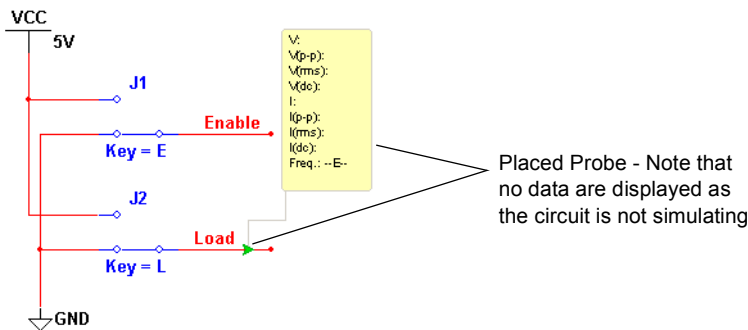 VCC
5V
J1
Enable
Key = E
J2
Load
Key = L
GND
V:
V(p-p):
V(rms):
V(dc):
I:
I(p-p):
I(rms):
I(dc):
Freq.: --E--
Placed Probe - Note that
no data are displayed as
the circuit is not simulating